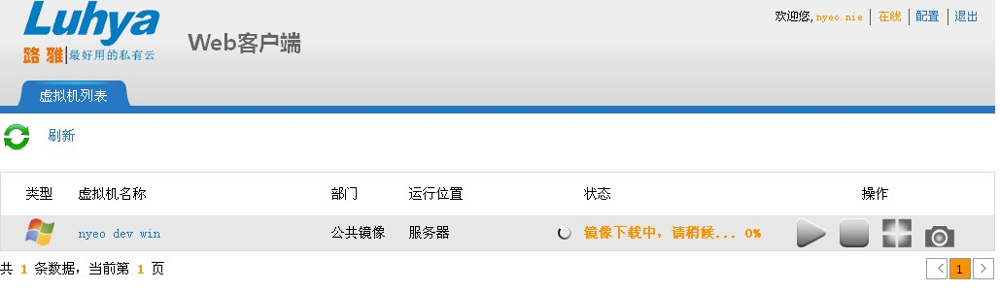 Luhya
路雅|最好用的私有云
Web客户端
欢迎您,nyeo.nie | 在线 | 配置 | 退出
虚拟机列表
刷新
类型 虚拟机名称 部门 运行位置 状态 操作
nyeo dev win 公共镜像 服务器 镜像下载中，请稍候... 0%
共 1 条数据，当前第 1 页 < 1 >